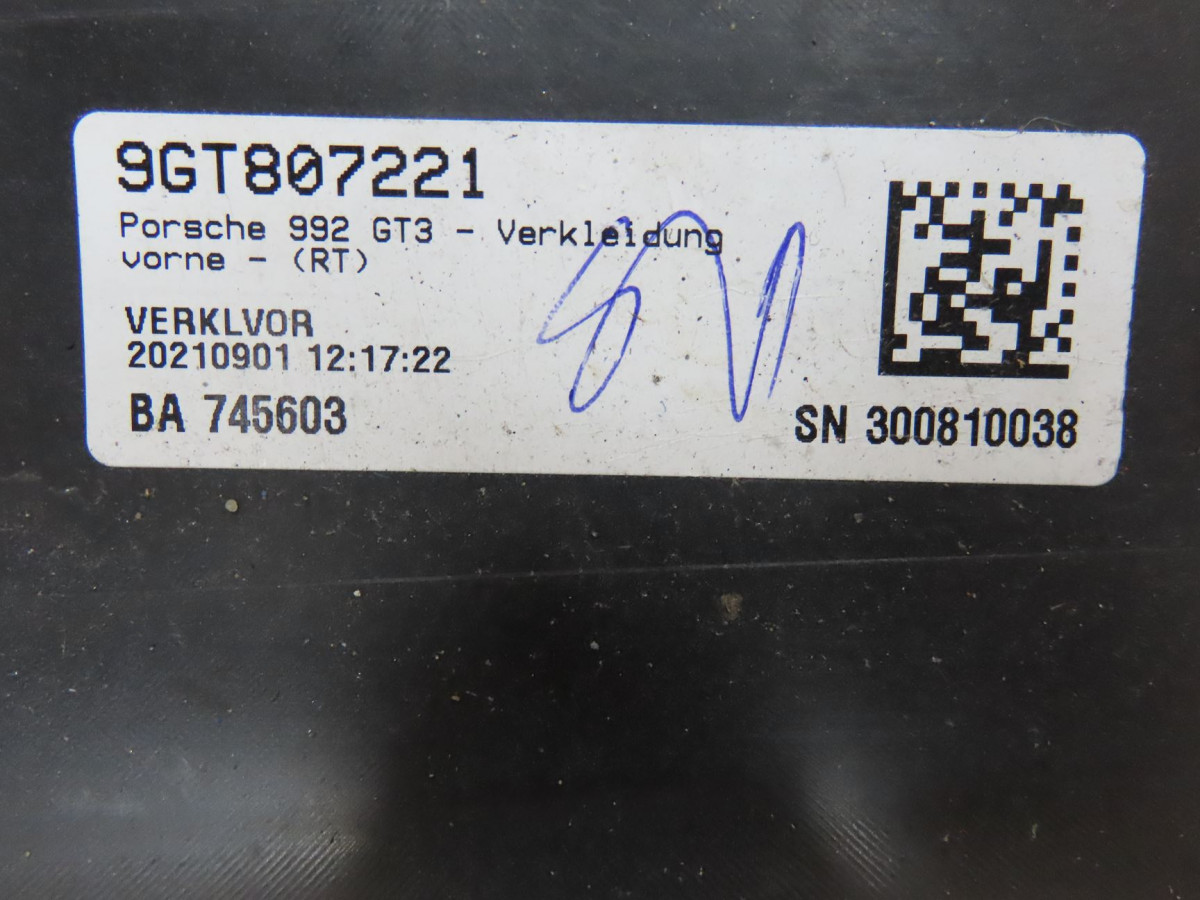 9GT807221
Porsche 992 GT3 - Verkleidung
vorne - (RT)
VERKLVOR
20210901 12:17:22
BA 745603
SN 300810038